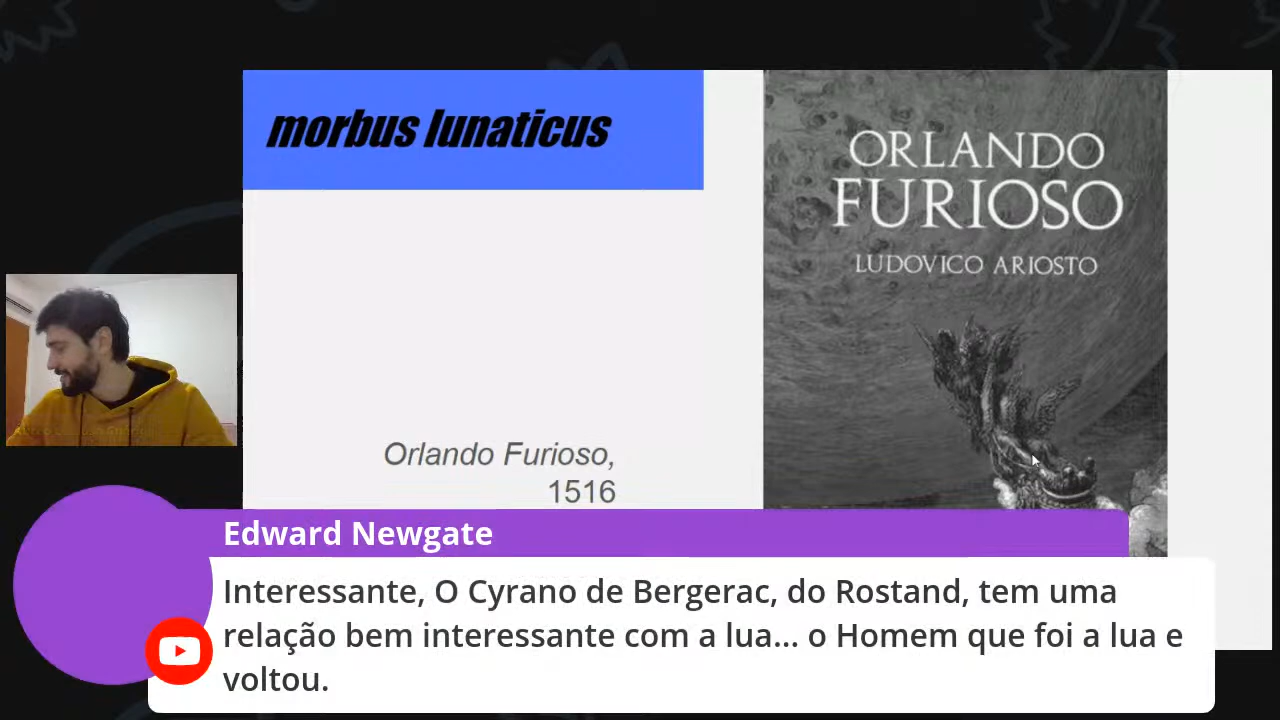 morbus lunaticus
ORLANDO
FURIOSO
LUDOVICO ARIOSTO
Orlando Furioso,
1516
Edward Newgate
Interessante, O Cyrano de Bergerac, do Rostand, tem uma
relação bem interessante com a lua... o Homem que foi a lua e
voltou.